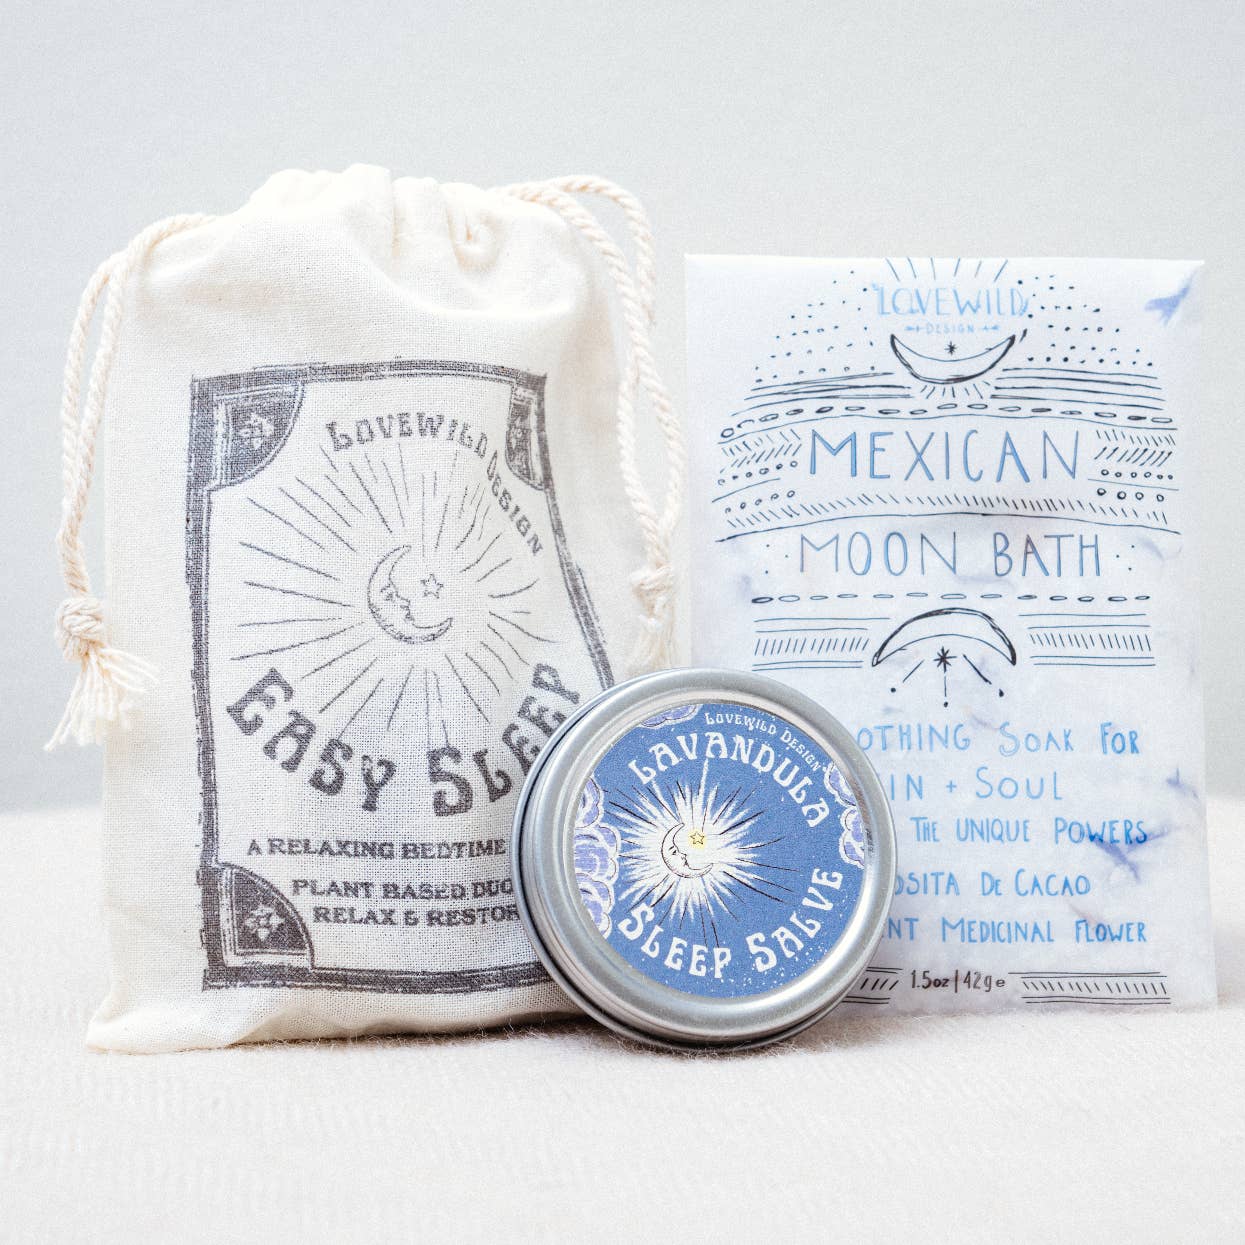 LOVEWILD DESIGN
EASY SLEEP
A RELAXING BEDTIME
PLANT BASED DUO
RELAX & RESTOR
LOVEWILD DESIGN
LAVANDULA
SLEEP SALVE
LOVEWILD
DESIGN
MEXICAN
MOON BATH
OTHING SOAK FOR
IN + SOUL
THE UNIQUE POWERS
OSITA DE CACAO
NT MEDICINAL FLOWER
1.5oz | 42g e